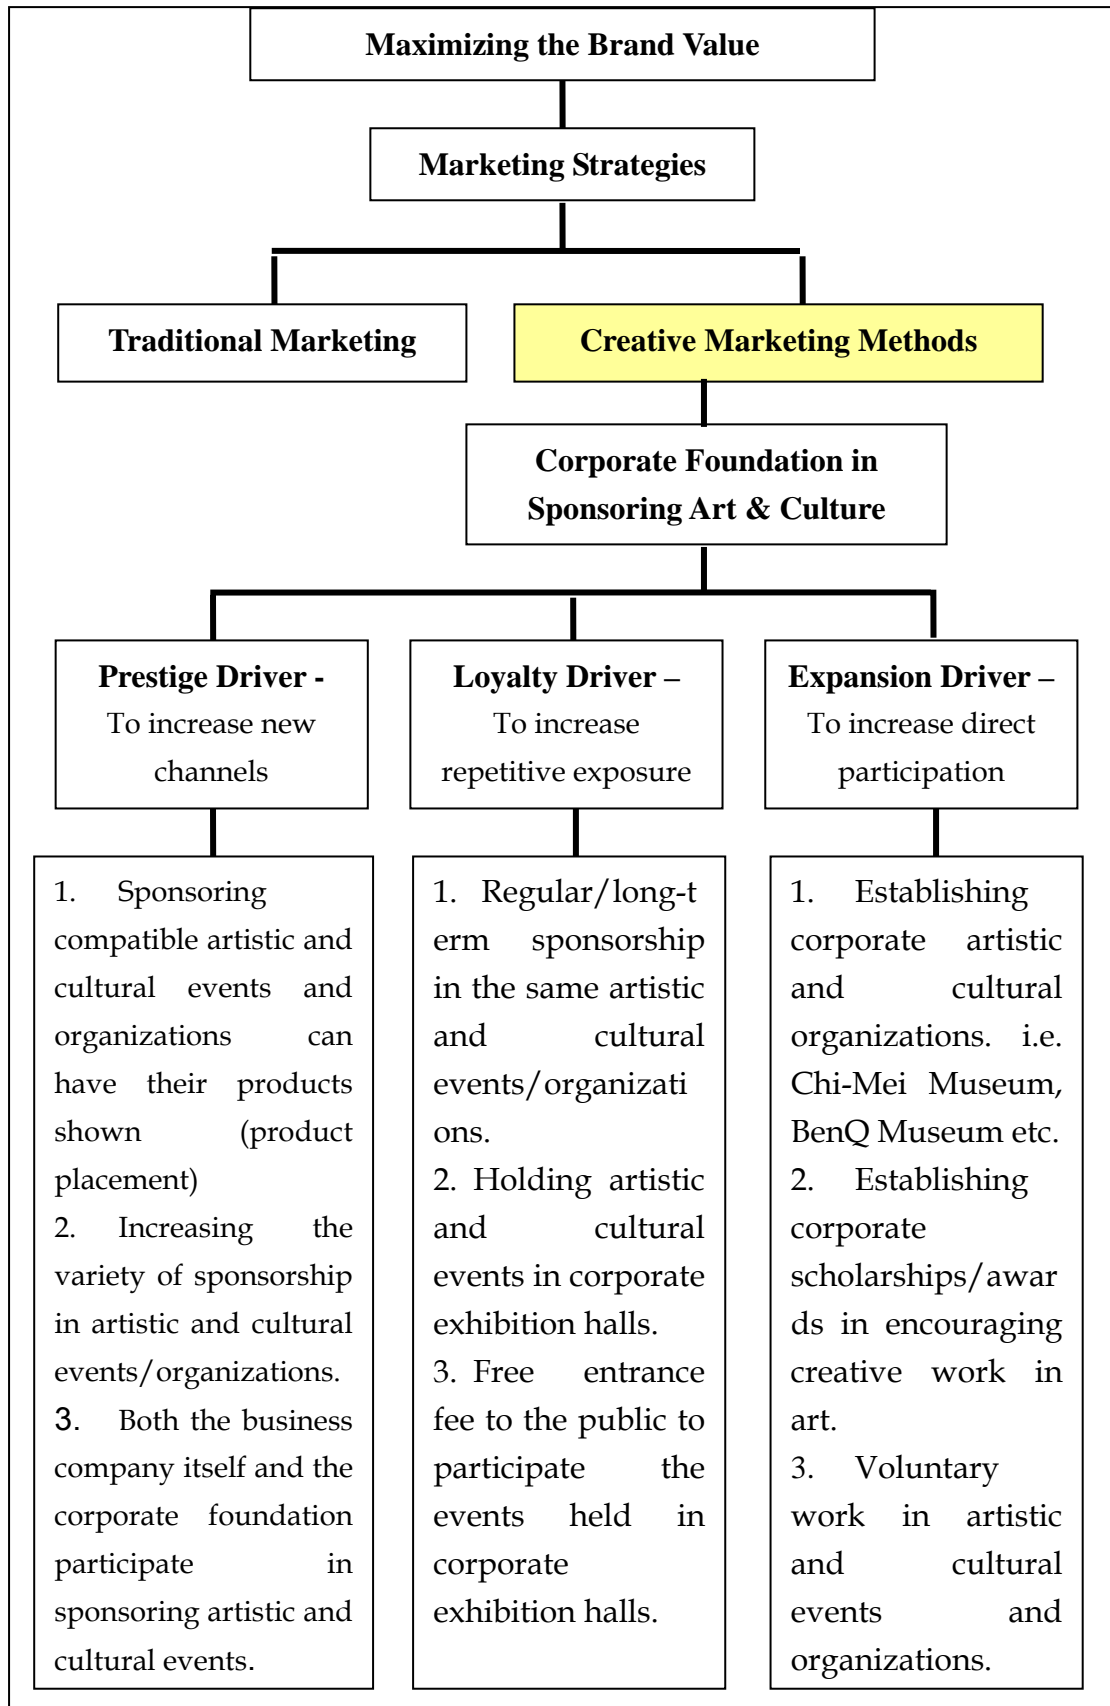 Maximizing the Brand Value
Marketing Strategies
Traditional Marketing
Creative Marketing Methods
Corporate Foundation in
Sponsoring Art & Culture
Prestige Driver -
To increase new
channels
Loyalty Driver –
To increase
repetitive exposure
Expansion Driver –
To increase direct
participation
1. Sponsoring
compatible artistic and
cultural events and
organizations can
have their products
shown (product
placement)
2. Increasing the
variety of sponsorship
in artistic and cultural
events/organizations.
3. Both the business
company itself and the
corporate foundation
participate in
sponsoring artistic and
cultural events.
1. Regular/long-t
erm sponsorship
in the same artistic
and cultural
events/organizati
ons.
2. Holding artistic
and cultural
events in corporate
exhibition halls.
3. Free entrance
fee to the public to
participate the
events held in
corporate
exhibition halls.
1. Establishing
corporate artistic
and cultural
organizations. i.e.
Chi-Mei Museum,
BenQ Museum etc.
2. Establishing
corporate
scholarships/awar
ds in encouraging
creative work in
art.
3. Voluntary
work in artistic
and cultural
events and
organizations.